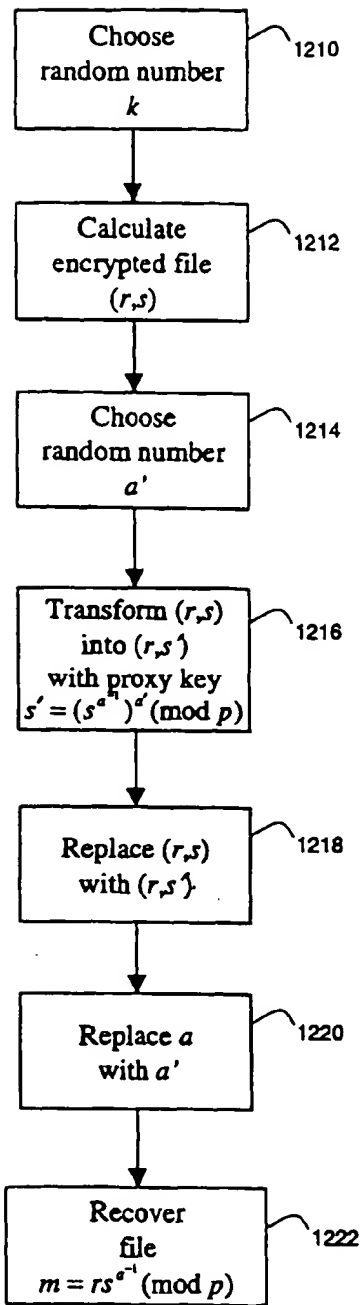 Choose
random number
k
1210
Calculate
encrypted file
(r,s)
1212
Choose
random number
a'
1214
Transform (r,s)
into (r,s')
with proxy key
s' = (s^{a^{-1}})^{a'} (mod p)
1216
Replace (r,s)
with (r,s').
1218
Replace a
with a'
1220
Recover
file
m = rs^{a^{-1}} (mod p)
1222